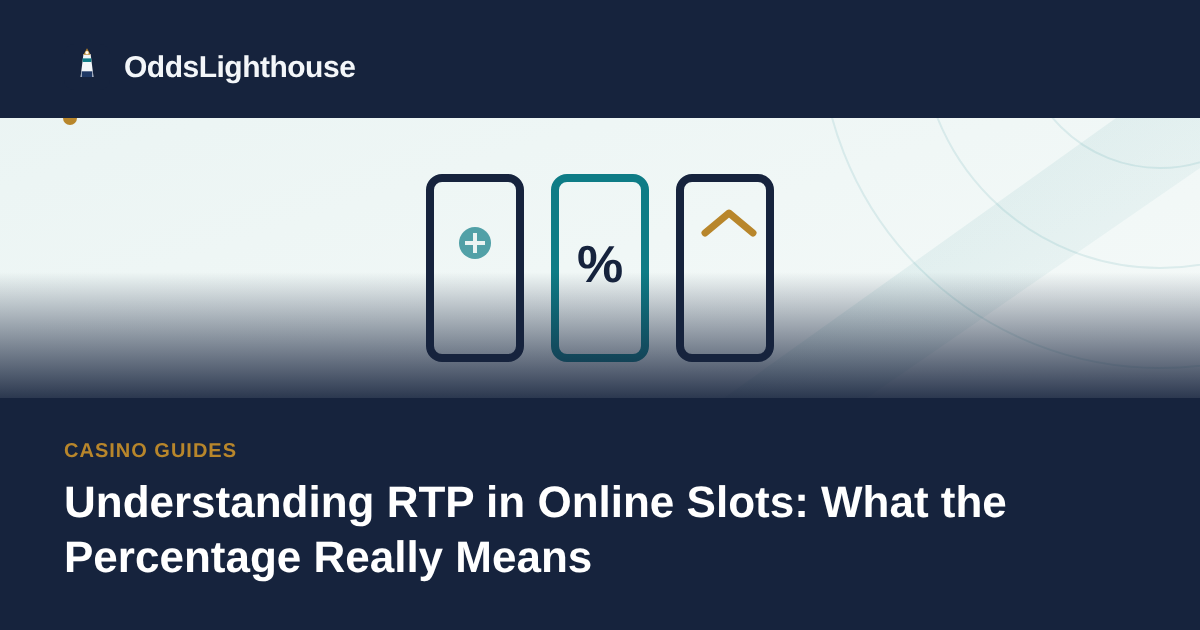 OddsLighthouse
%
CASINO GUIDES
Understanding RTP in Online Slots: What the
Percentage Really Means